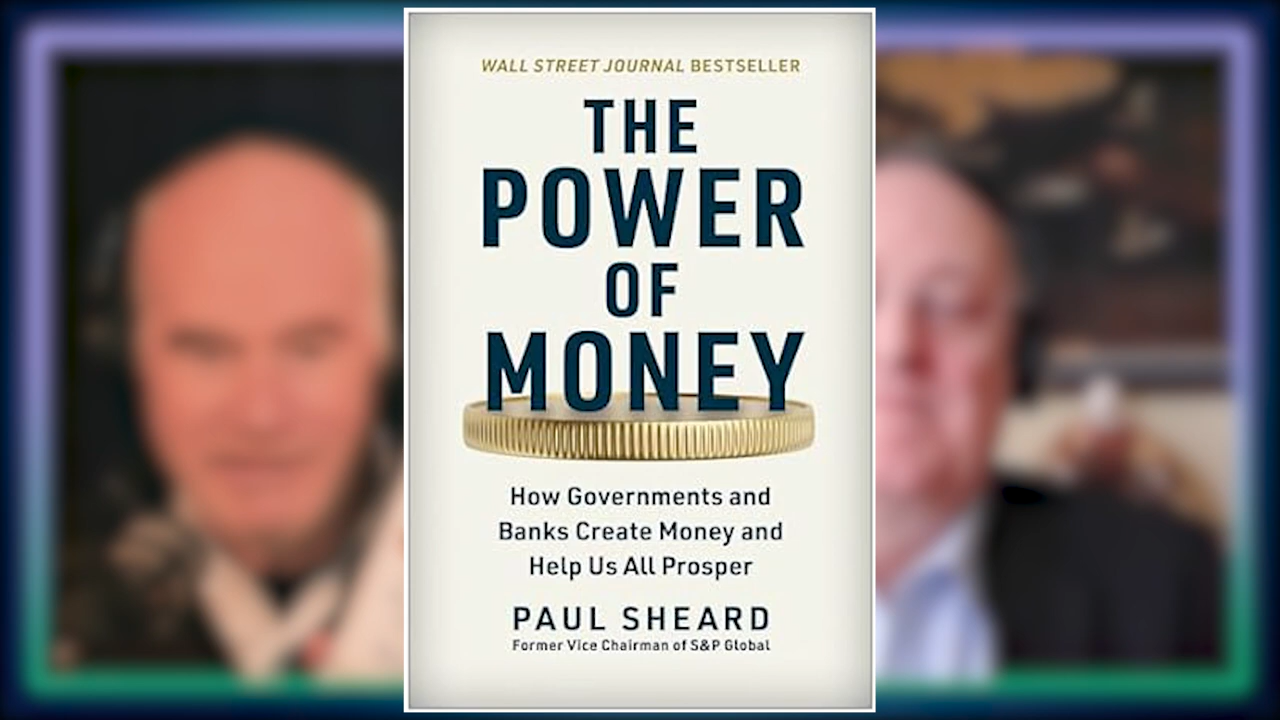 WALL STREET JOURNAL BESTSELLER
THE
POWER
OF
MONEY
How Governments and
Banks Create Money and
Help Us All Prosper
PAUL SHEARD
Former Vice Chairman of S&P Global